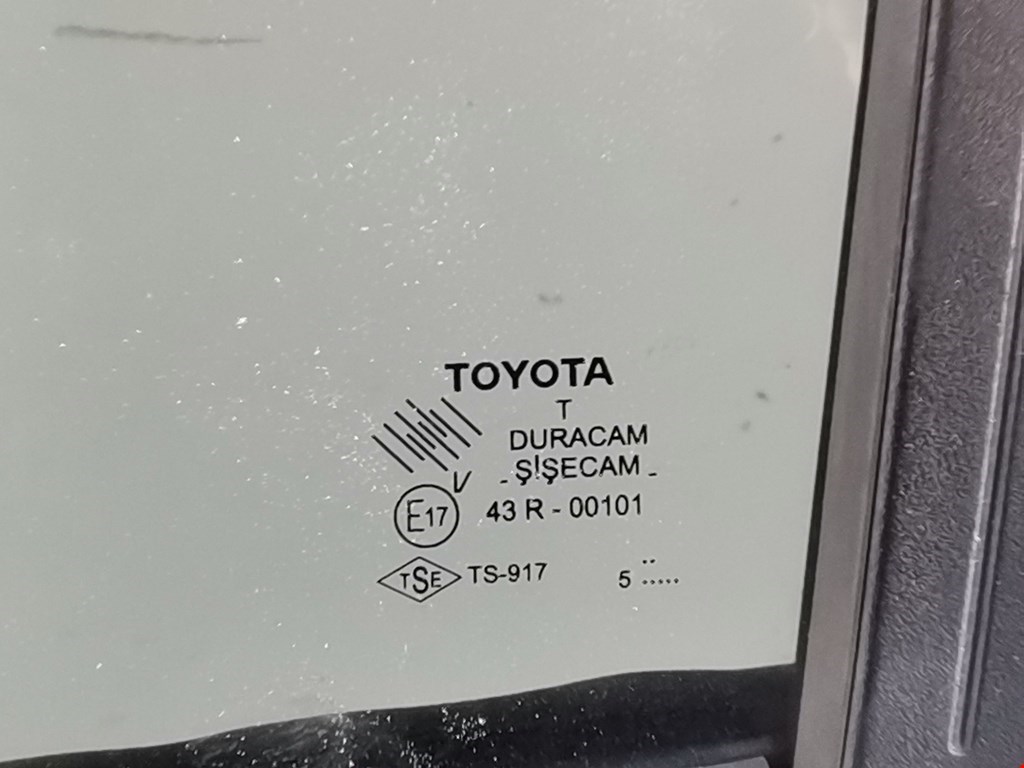 TOYOTA
T
DURACAM
- ŞİŞECAM -
V
E17 43 R - 00101
TSE TS-917 5 .. .....